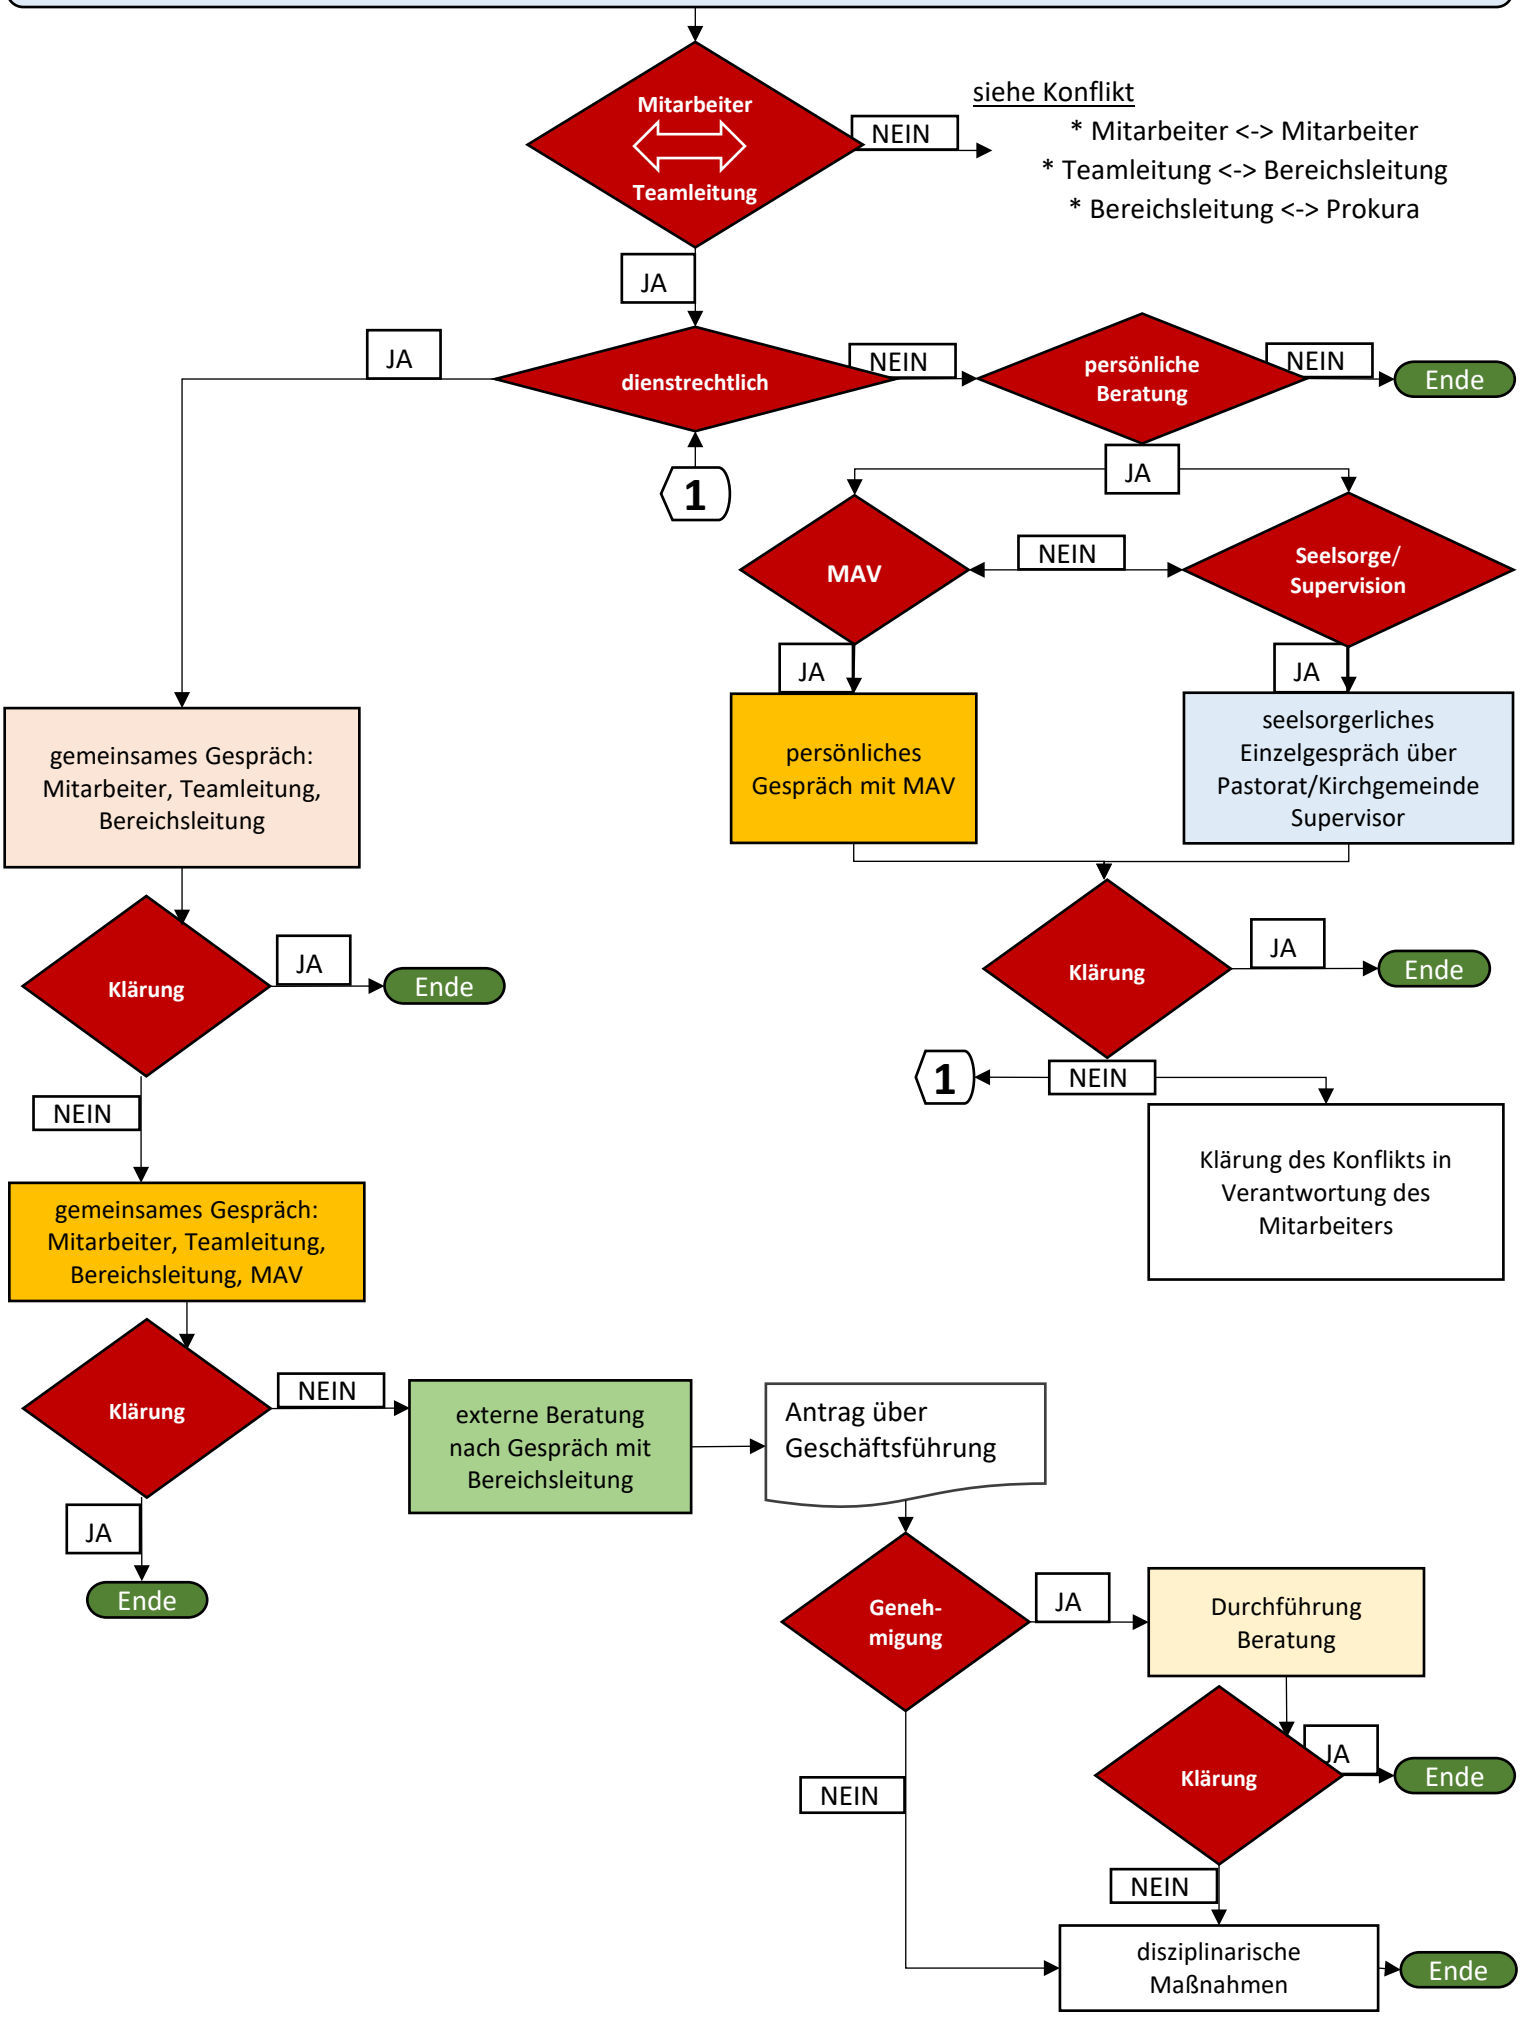 Mitarbeiter
Teamleitung
NEIN
siehe Konflikt
* Mitarbeiter <-> Mitarbeiter
* Teamleitung <-> Bereichsleitung
* Bereichsleitung <-> Prokura
JA
JA
dienstrechtlich
NEIN
persönliche
Beratung
NEIN
Ende
1
JA
MAV
NEIN
Seelsorge/
Supervision
JA
JA
gemeinsames Gespräch:
Mitarbeiter, Teamleitung,
Bereichsleitung
persönliches
Gespräch mit MAV
seelsorgerliches
Einzelgespräch über
Pastorat/Kirchgemeinde
Supervisor
Klärung
JA
Ende
Klärung
JA
Ende
NEIN
1
NEIN
Klärung des Konflikts in
Verantwortung des
Mitarbeiters
gemeinsames Gespräch:
Mitarbeiter, Teamleitung,
Bereichsleitung, MAV
Klärung
NEIN
externe Beratung
nach Gespräch mit
Bereichsleitung
Antrag über
Geschäftsführung
JA
Ende
Geneh-
migung
JA
Durchführung
Beratung
NEIN
Klärung
JA
Ende
NEIN
disziplinarische
Maßnahmen
Ende